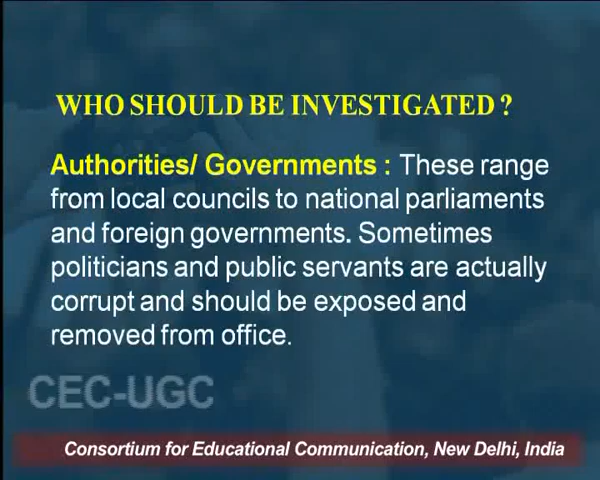 WHO SHOULD BE INVESTIGATED ?
Authorities/ Governments : These range
from local councils to national parliaments
and foreign governments. Sometimes
politicians and public servants are actually
corrupt and should be exposed and
removed from office.
CEC-UGC
Consortium for Educational Communication, New Delhi, India